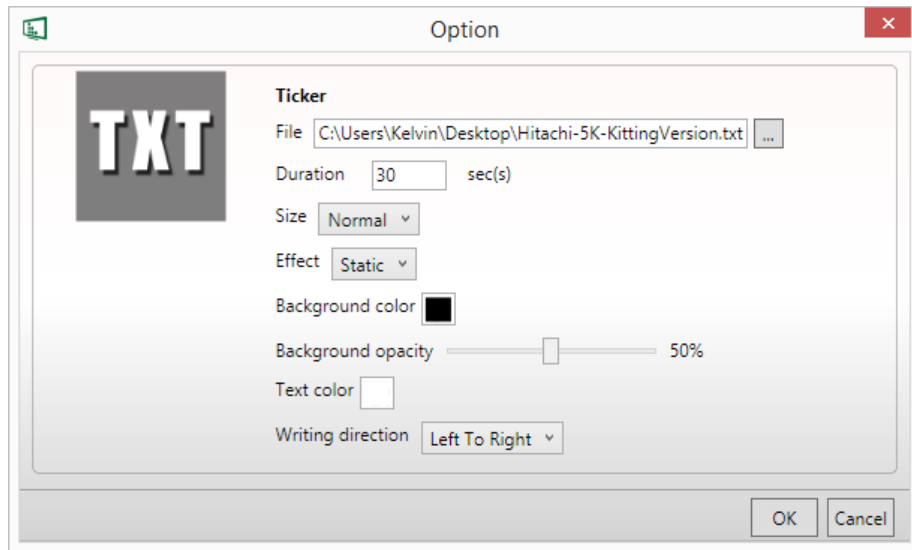 Option
TXT
Ticker
File C:\Users\Kelvin\Desktop\Hitachi-5K-KittingVersion.txt ...
Duration 30 sec(s)
Size Normal
Effect Static
Background color
Background opacity 50%
Text color
Writing direction Left To Right
OK Cancel